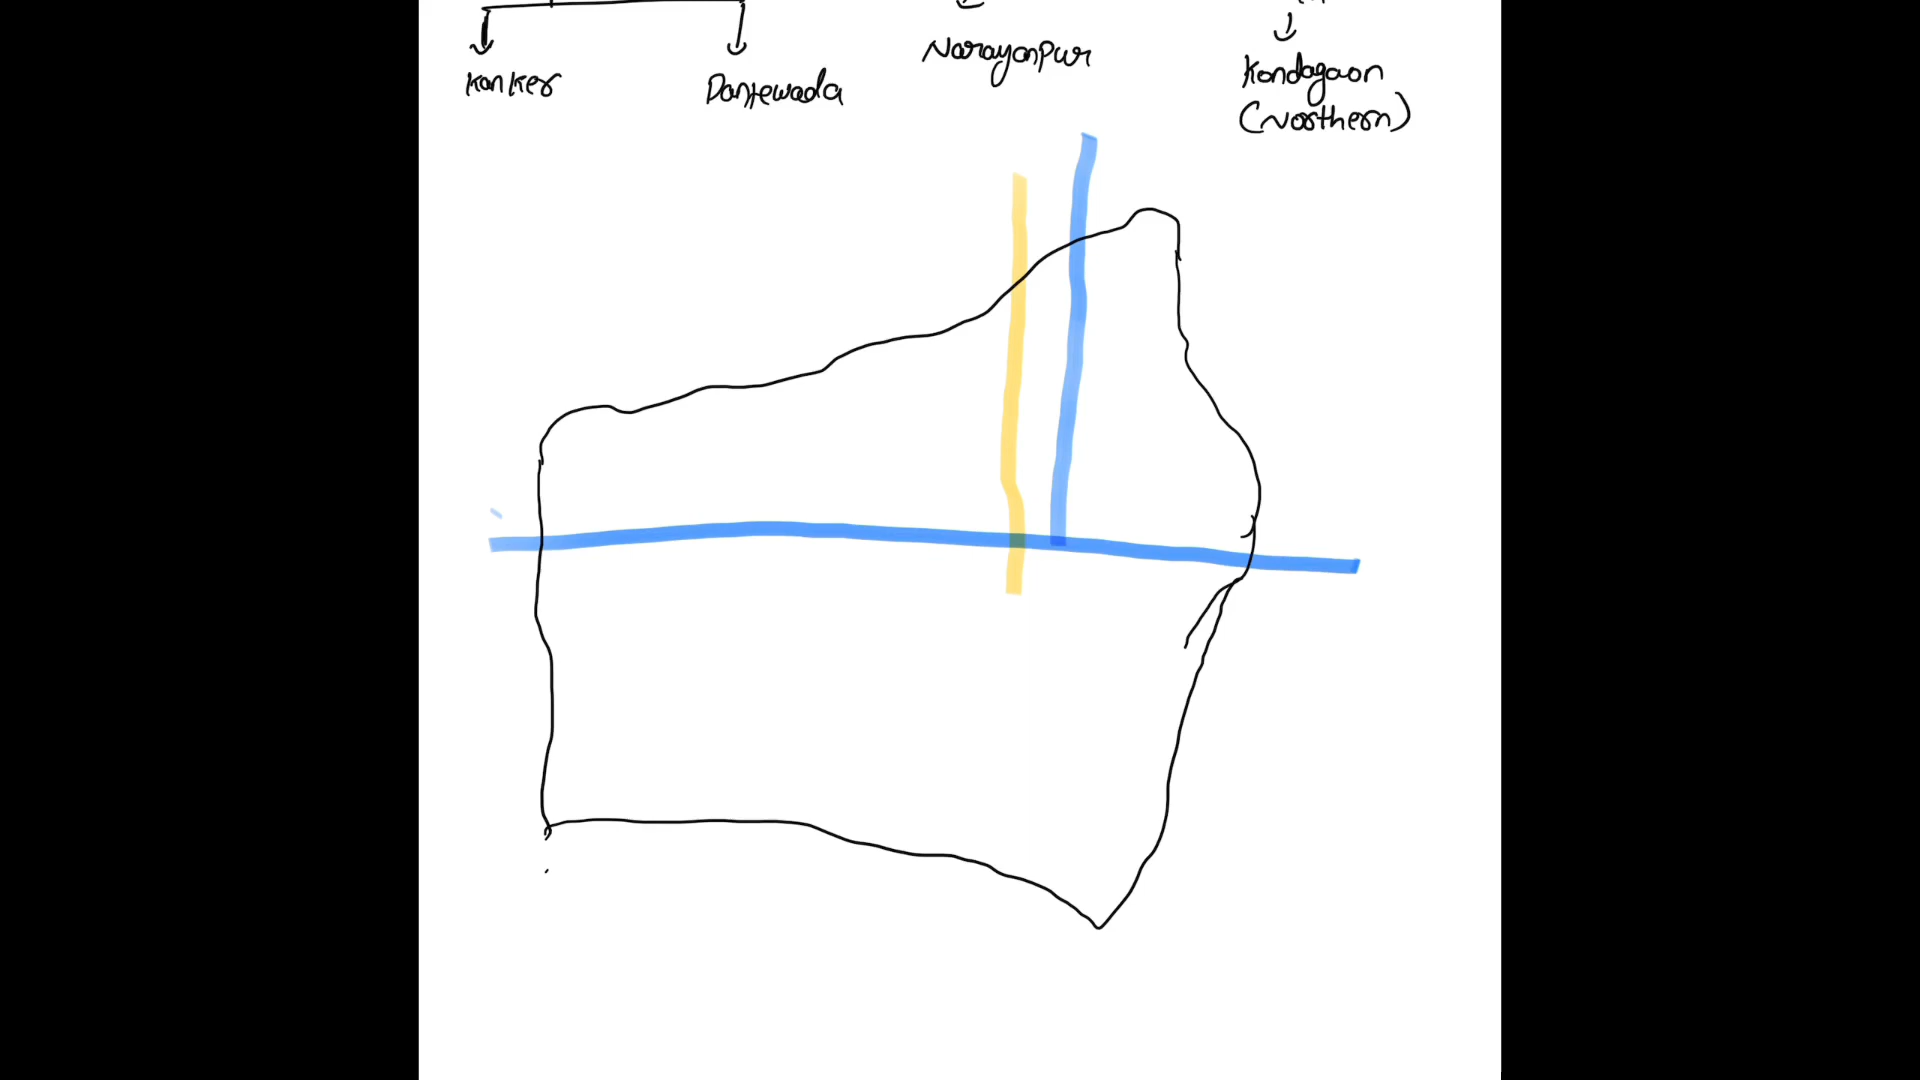 Kanker
Dantewada
Narayanpur
Kondagaon
(Northern)